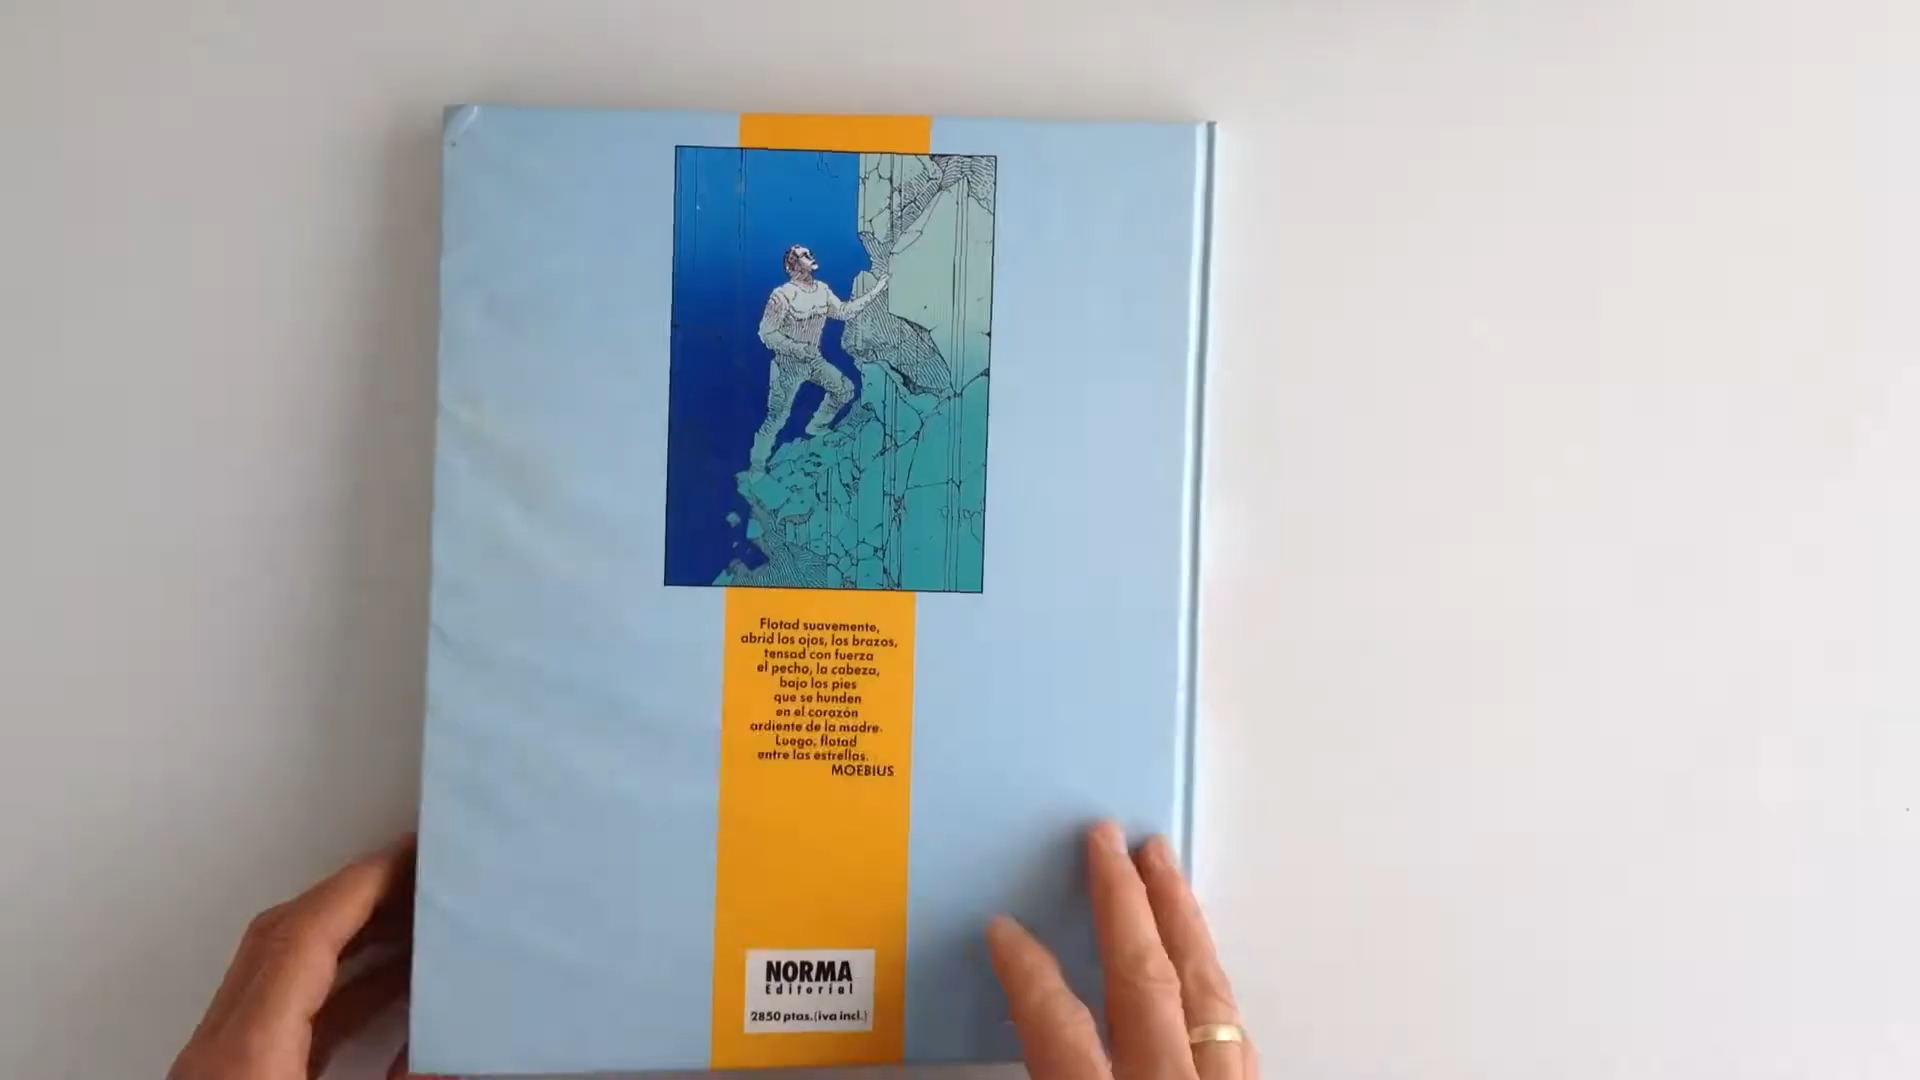 Flotad suavemente,
abrid los ojos, los brazos,
tensad con fuerza
el pecho, la cabeza,
bajo los pies
que se hunden
en el corazón
ardiente de la madre.
Luego, flotad
entre las estrellas.
MOEBIUS
NORMA
Editorial
2850 ptas.(iva incl.)